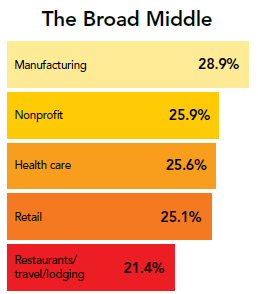 The Broad Middle
Manufacturing 28.9%
Nonprofit 25.9%
Health care 25.6%
Retail 25.1%
Restaurants/
travel/lodging 21.4%